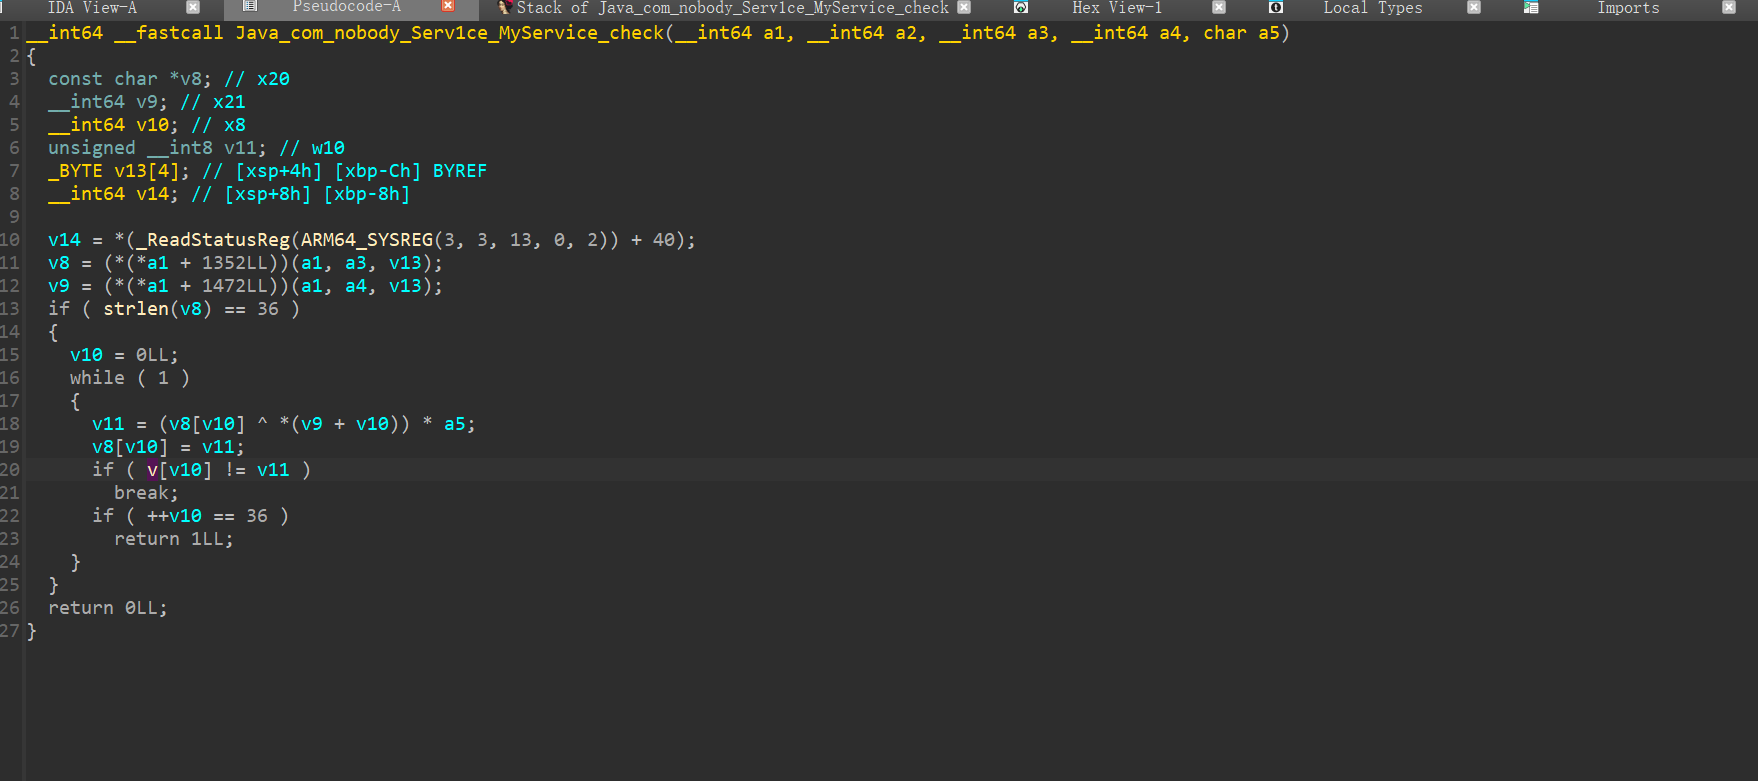 IDA View-A Pseudocode-A Stack of Java_com_nobody_Serv1ce_MyService_check Hex View-1 Local Types Imports
1 __int64 __fastcall Java_com_nobody_Serv1ce_MyService_check(__int64 a1, __int64 a2, __int64 a3, __int64 a4, char a5)
2 {
3   const char *v8; // x20
4   __int64 v9; // x21
5   __int64 v10; // x8
6   unsigned __int8 v11; // w10
7   _BYTE v13[4]; // [xsp+4h] [xbp-Ch] BYREF
8   __int64 v14; // [xsp+8h] [xbp-8h]
9
10   v14 = *(_ReadStatusReg(ARM64_SYSREG(3, 3, 13, 0, 2)) + 40);
11   v8 = (*(*a1 + 1352LL))(a1, a3, v13);
12   v9 = (*(*a1 + 1472LL))(a1, a4, v13);
13   if ( strlen(v8) == 36 )
14   {
15     v10 = 0LL;
16     while ( 1 )
17     {
18       v11 = (v8[v10] ^ *(v9 + v10)) * a5;
19       v8[v10] = v11;
20       if ( v[v10] != v11 )
21         break;
22       if ( ++v10 == 36 )
23         return 1LL;
24     }
25   }
26   return 0LL;
27 }